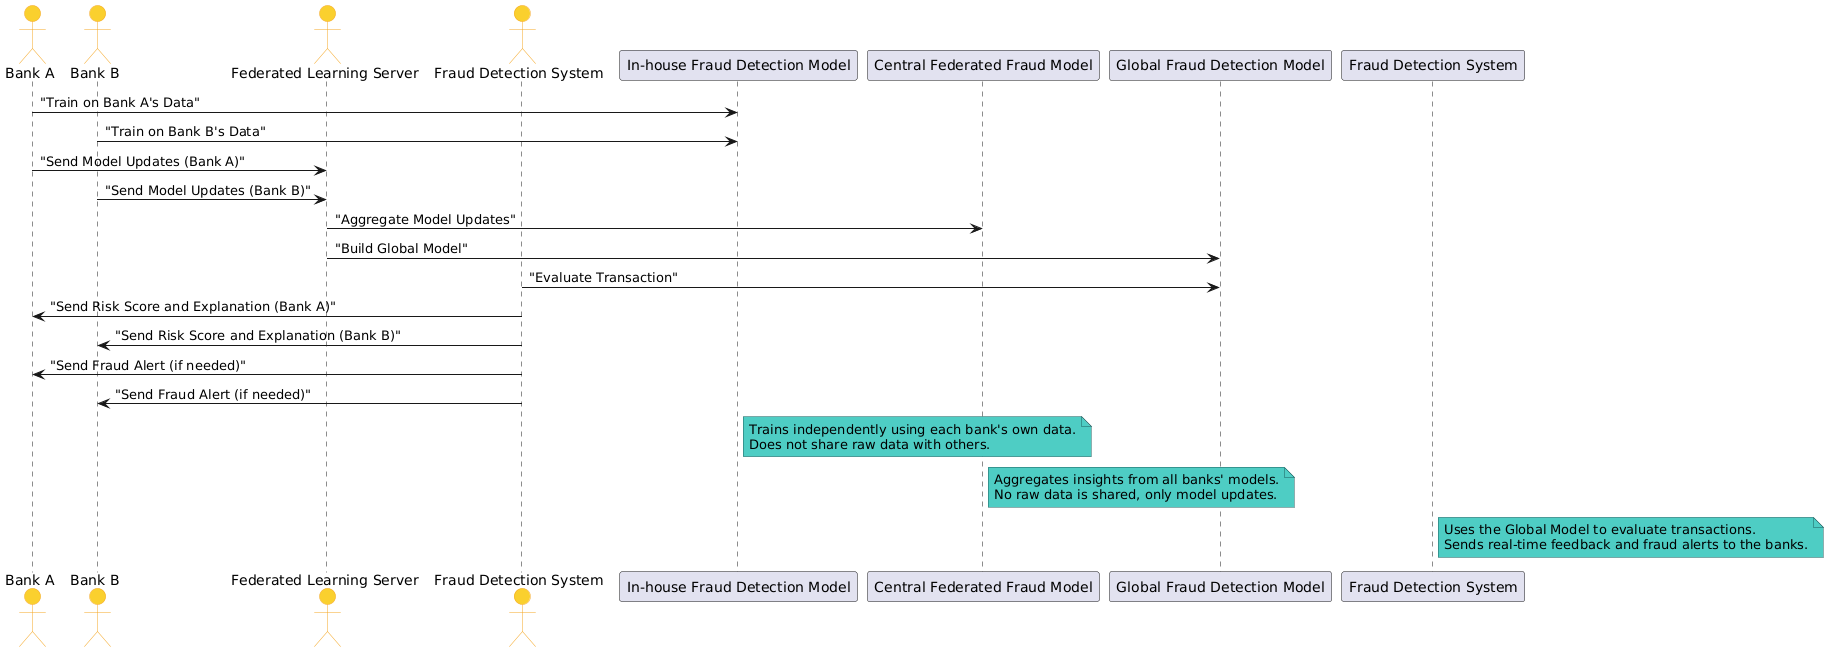 Bank A
Bank B
Federated Learning Server
Fraud Detection System
In-house Fraud Detection Model
Central Federated Fraud Model
Global Fraud Detection Model
Fraud Detection System
"Train on Bank A's Data"
"Train on Bank B's Data"
"Send Model Updates (Bank A)"
"Send Model Updates (Bank B)"
"Aggregate Model Updates"
"Build Global Model"
"Evaluate Transaction"
"Send Risk Score and Explanation (Bank A)"
"Send Risk Score and Explanation (Bank B)"
"Send Fraud Alert (if needed)"
"Send Fraud Alert (if needed)"
Trains independently using each bank's own data.
Does not share raw data with others.
Aggregates insights from all banks' models.
No raw data is shared, only model updates.
Uses the Global Model to evaluate transactions.
Sends real-time feedback and fraud alerts to the banks.
Bank A
Bank B
Federated Learning Server
Fraud Detection System
In-house Fraud Detection Model
Central Federated Fraud Model
Global Fraud Detection Model
Fraud Detection System